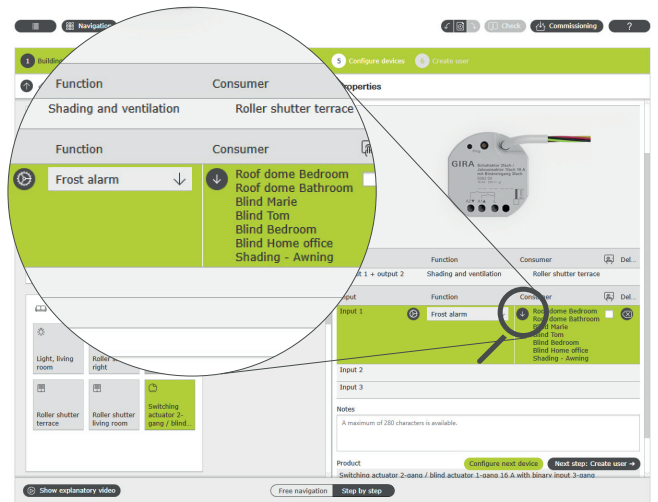 Navigation
Check
Commissioning
?
1 Building
5 Configure devices
6 Create user
Properties
Function Consumer
Shading and ventilation Roller shutter terrace
Function Consumer
Frost alarm
Roof dome Bedroom
Roof dome Bathroom
Blind Marie
Blind Tom
Blind Bedroom
Blind Home office
Shading - Awning
GIRA
Function Consumer Del...
1 + output 2 Shading and ventilation Roller shutter terrace
Function Consumer Del...
Input 1 Frost alarm
Roof dome Bedroom
Roof dome Bathroom
Blind Marie
Blind Tom
Blind Bedroom
Blind Home office
Shading - Awning
Input 2
Input 3
Light, living
room
Roller
right
Roller shutter
terrace
Roller shutter
living room
Switching
actuator 2-
gang / blind...
Notes
A maximum of 280 characters is available.
Product
Configure next device
Next step: Create user →
Switching actuator 2-gang / blind actuator 1-gang 16 A with binary input 3-gang
Show explanatory video
Free navigation
Step by step